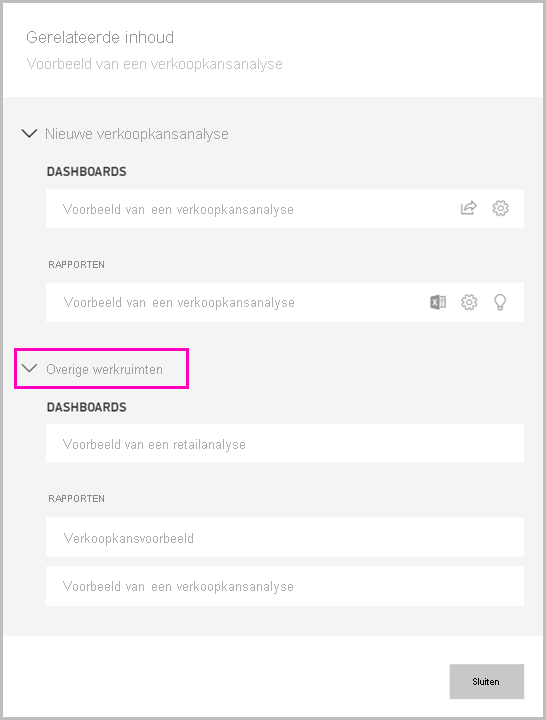 Gerelateerde inhoud
Voorbeeld van een verkoopkansanalyse
Nieuwe verkoopkansanalyse
DASHBOARDS
Voorbeeld van een verkoopkansanalyse
RAPPORTEN
Voorbeeld van een verkoopkansanalyse
Overige werkruimten
DASHBOARDS
Voorbeeld van een retailanalyse
RAPPORTEN
Verkoopkansvoorbeeld
Voorbeeld van een verkoopkansanalyse
Sluiten